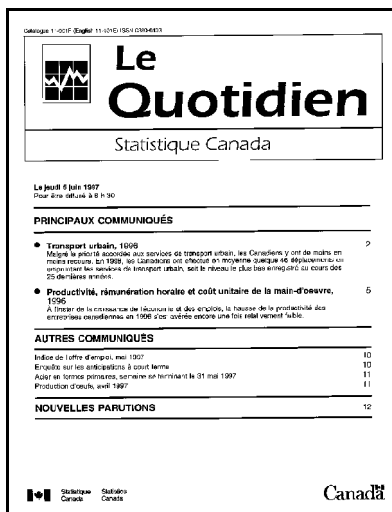 Catalogue 11-001F (English 11-001E) ISSN 0380-6433
Le
Quotidien
Statistique Canada
Le jeudi 5 juin 1997
Pour être diffusé à 8 h 30
PRINCIPAUX COMMUNIQUÉS
● Transport urbain, 1996 2
Malgré la priorité accordée aux services de transport urbain, les Canadiens y ont de moins en
moins recours. En 1996, les Canadiens ont effectué en moyenne quelque 46 déplacements en
empruntant les services de transport urbain, soit le niveau le plus bas enregistré au cours des
25 dernières années.
● Productivité, rémunération horaire et coût unitaire de la main-d'oeuvre,
1996 5
À l'instar de la croissance de l'économie et des emplois, la hausse de la productivité des
entreprises canadiennes en 1996 s'est avérée encore une fois relativement faible.
AUTRES COMMUNIQUÉS
Indice de l'offre d'emploi, mai 1997 10
Enquête sur les anticipations à court terme 10
Acier en formes primaires, semaine se terminant le 31 mai 1997 11
Production d'oeufs, avril 1997 11
NOUVELLES PARUTIONS 12
Statistique Statistics
Canada Canada
Canada